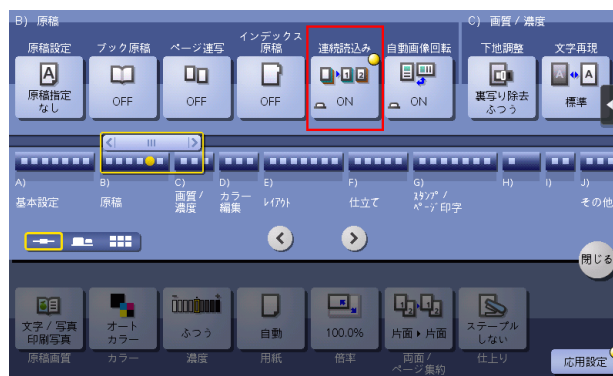 B) 原稿
C) 画質 / 濃度
原稿設定
ブック原稿
ページ連写
インデックス
原稿
連続読込み
自動画像回転
下地調整
文字再現
原稿指定
なし
OFF
OFF
OFF
ON
ON
裏写り除去
ふつう
標準
A)
基本設定
B)
原稿
C)
画質 /
濃度
D)
カラー
編集
E)
ﾚｲｱｳﾄ
F)
仕立て
G)
ｽﾀﾝﾌﾟ /
ﾍﾟｰｼﾞ印字
H)
I)
J)
その他
閉じる
文字 / 写真
印刷写真
オート
カラー
ふつう
自動
100.0%
片面 ▸ 片面
ステープル
しない
原稿画質
カラー
濃度
用紙
倍率
両面 /
ページ集約
仕上り
応用設定